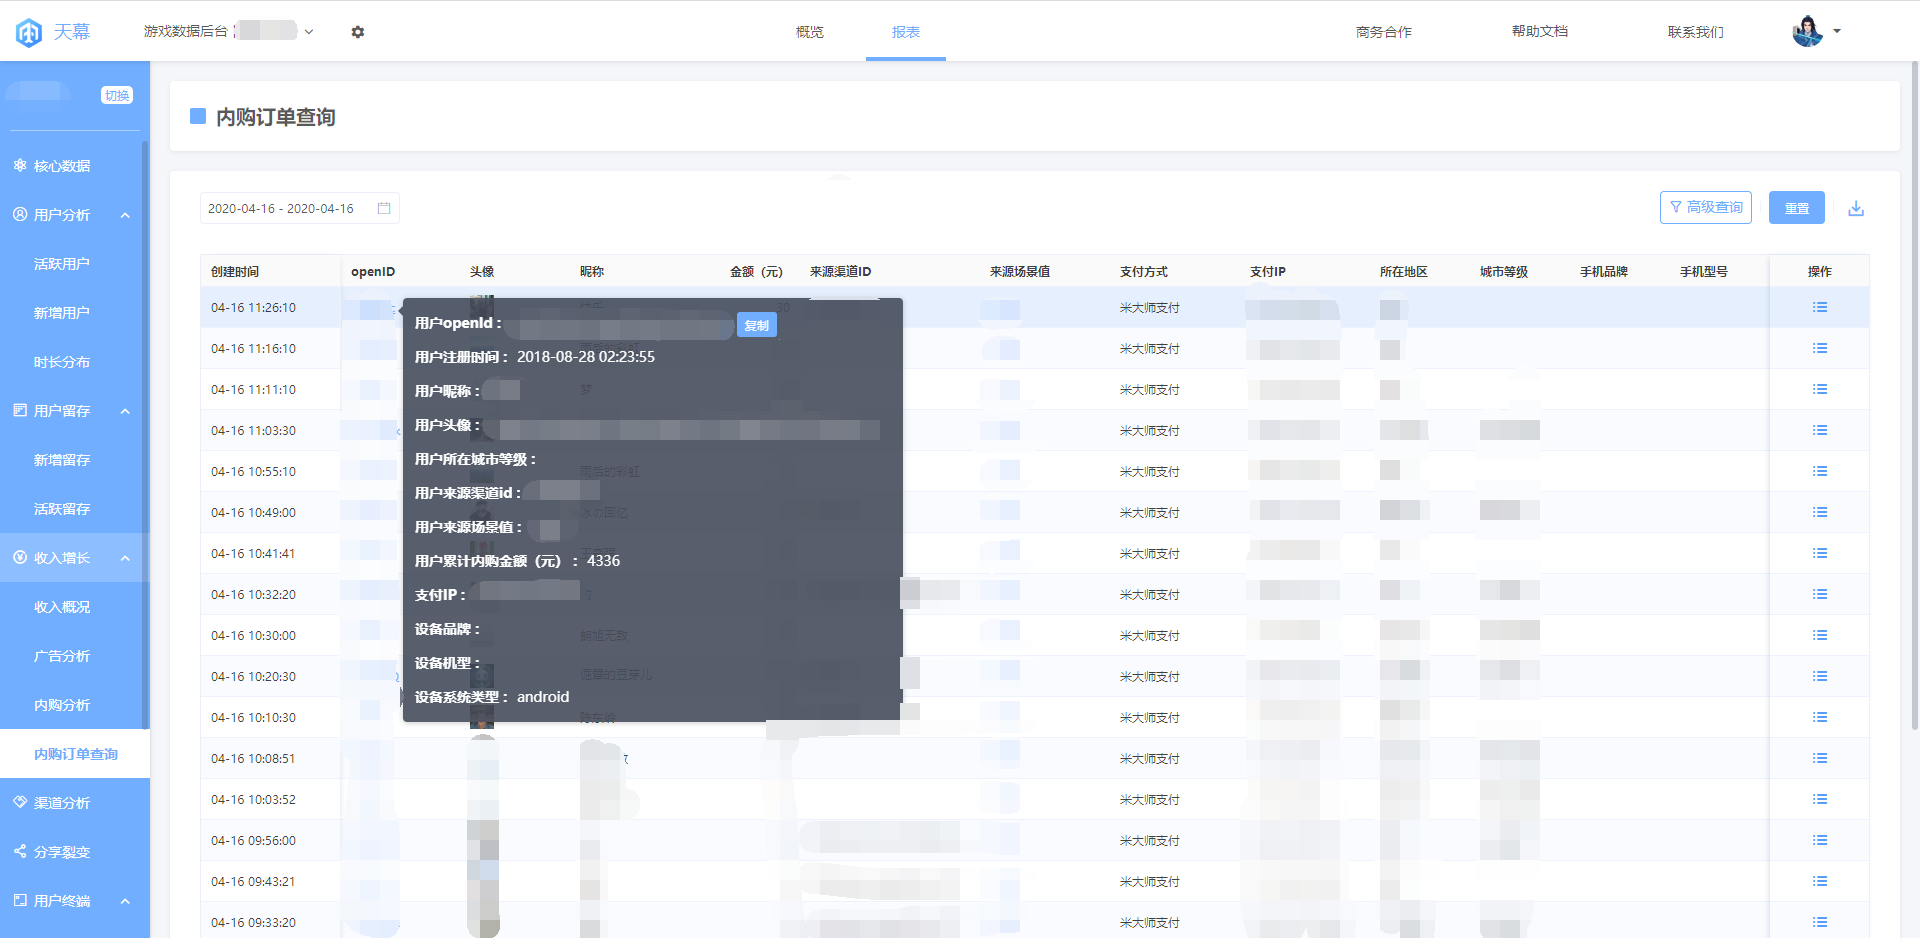 天幕
游戏数据后台
概览
报表
商务合作
帮助文档
联系我们
切换
核心数据
用户分析
活跃用户
新增用户
时长分布
用户留存
新增留存
活跃留存
收入增长
收入概况
广告分析
内购分析
内购订单查询
渠道分析
分享裂变
用户终端
内购订单查询
2020-04-16 - 2020-04-16
高级查询
重置
创建时间 openID 头像 昵称 金额（元） 来源渠道ID 来源场景值 支付方式 支付IP 所在地区 城市等级 手机品牌 手机型号 操作
04-16 11:26:10 米大师支付
04-16 11:16:10 米大师支付
04-16 11:11:10 米大师支付
04-16 11:03:30 米大师支付
04-16 10:55:10 米大师支付
04-16 10:49:00 米大师支付
04-16 10:41:41 米大师支付
04-16 10:32:20 米大师支付
04-16 10:30:00 米大师支付
04-16 10:20:30 米大师支付
04-16 10:10:30 米大师支付
04-16 10:08:51 米大师支付
04-16 10:03:52 米大师支付
04-16 09:56:00 米大师支付
04-16 09:43:21 米大师支付
04-16 09:33:20 米大师支付
用户openId： 复制
用户注册时间： 2018-08-28 02:23:55
用户昵称：
用户头像：
用户所在城市等级：
用户来源渠道id：
用户来源场景值：
用户累计内购金额（元）： 4336
支付IP：
设备品牌：
设备机型：
设备系统类型： android